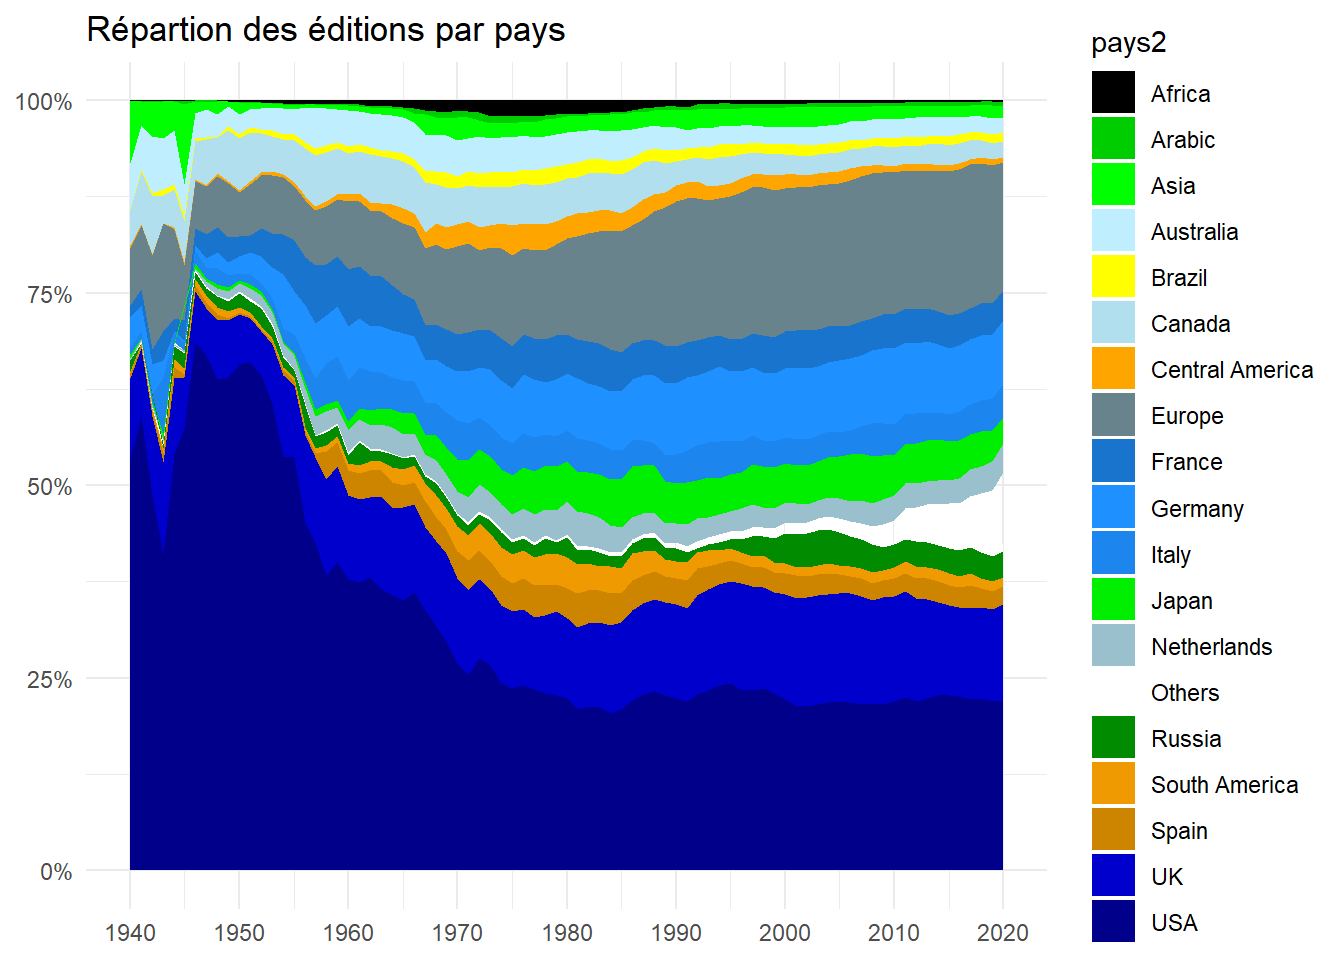 Répartion des éditions par pays
100%
75%
50%
25%
0%
1940 1950 1960 1970 1980 1990 2000 2010 2020
pays2
Africa
Arabic
Asia
Australia
Brazil
Canada
Central America
Europe
France
Germany
Italy
Japan
Netherlands
Others
Russia
South America
Spain
UK
USA